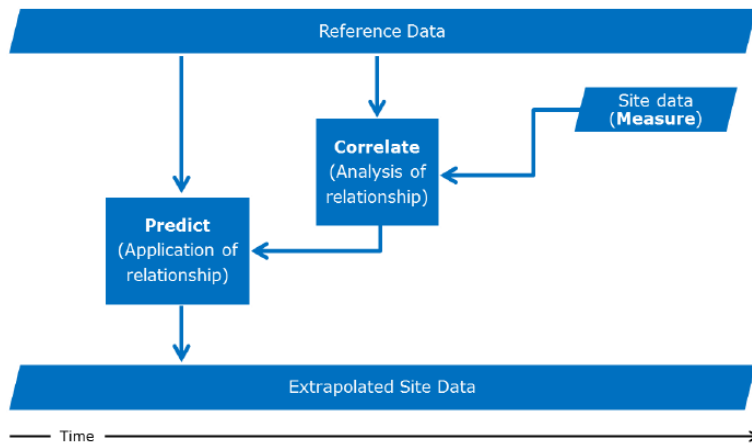 Reference Data
Site data
(Measure)
Correlate
(Analysis of
relationship)
Predict
(Application of
relationship)
Extrapolated Site Data
Time